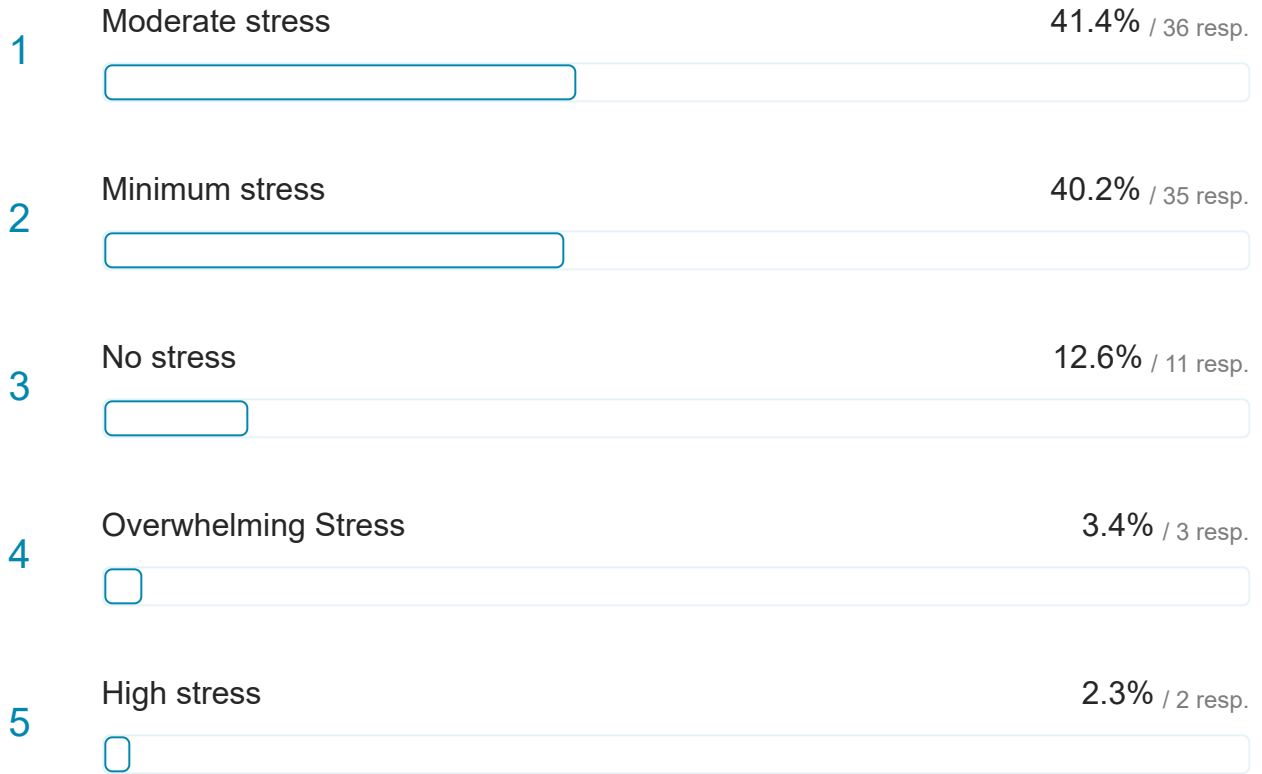 1 Moderate stress 41.4% / 36 resp.
2 Minimum stress 40.2% / 35 resp.
3 No stress 12.6% / 11 resp.
4 Overwhelming Stress 3.4% / 3 resp.
5 High stress 2.3% / 2 resp.